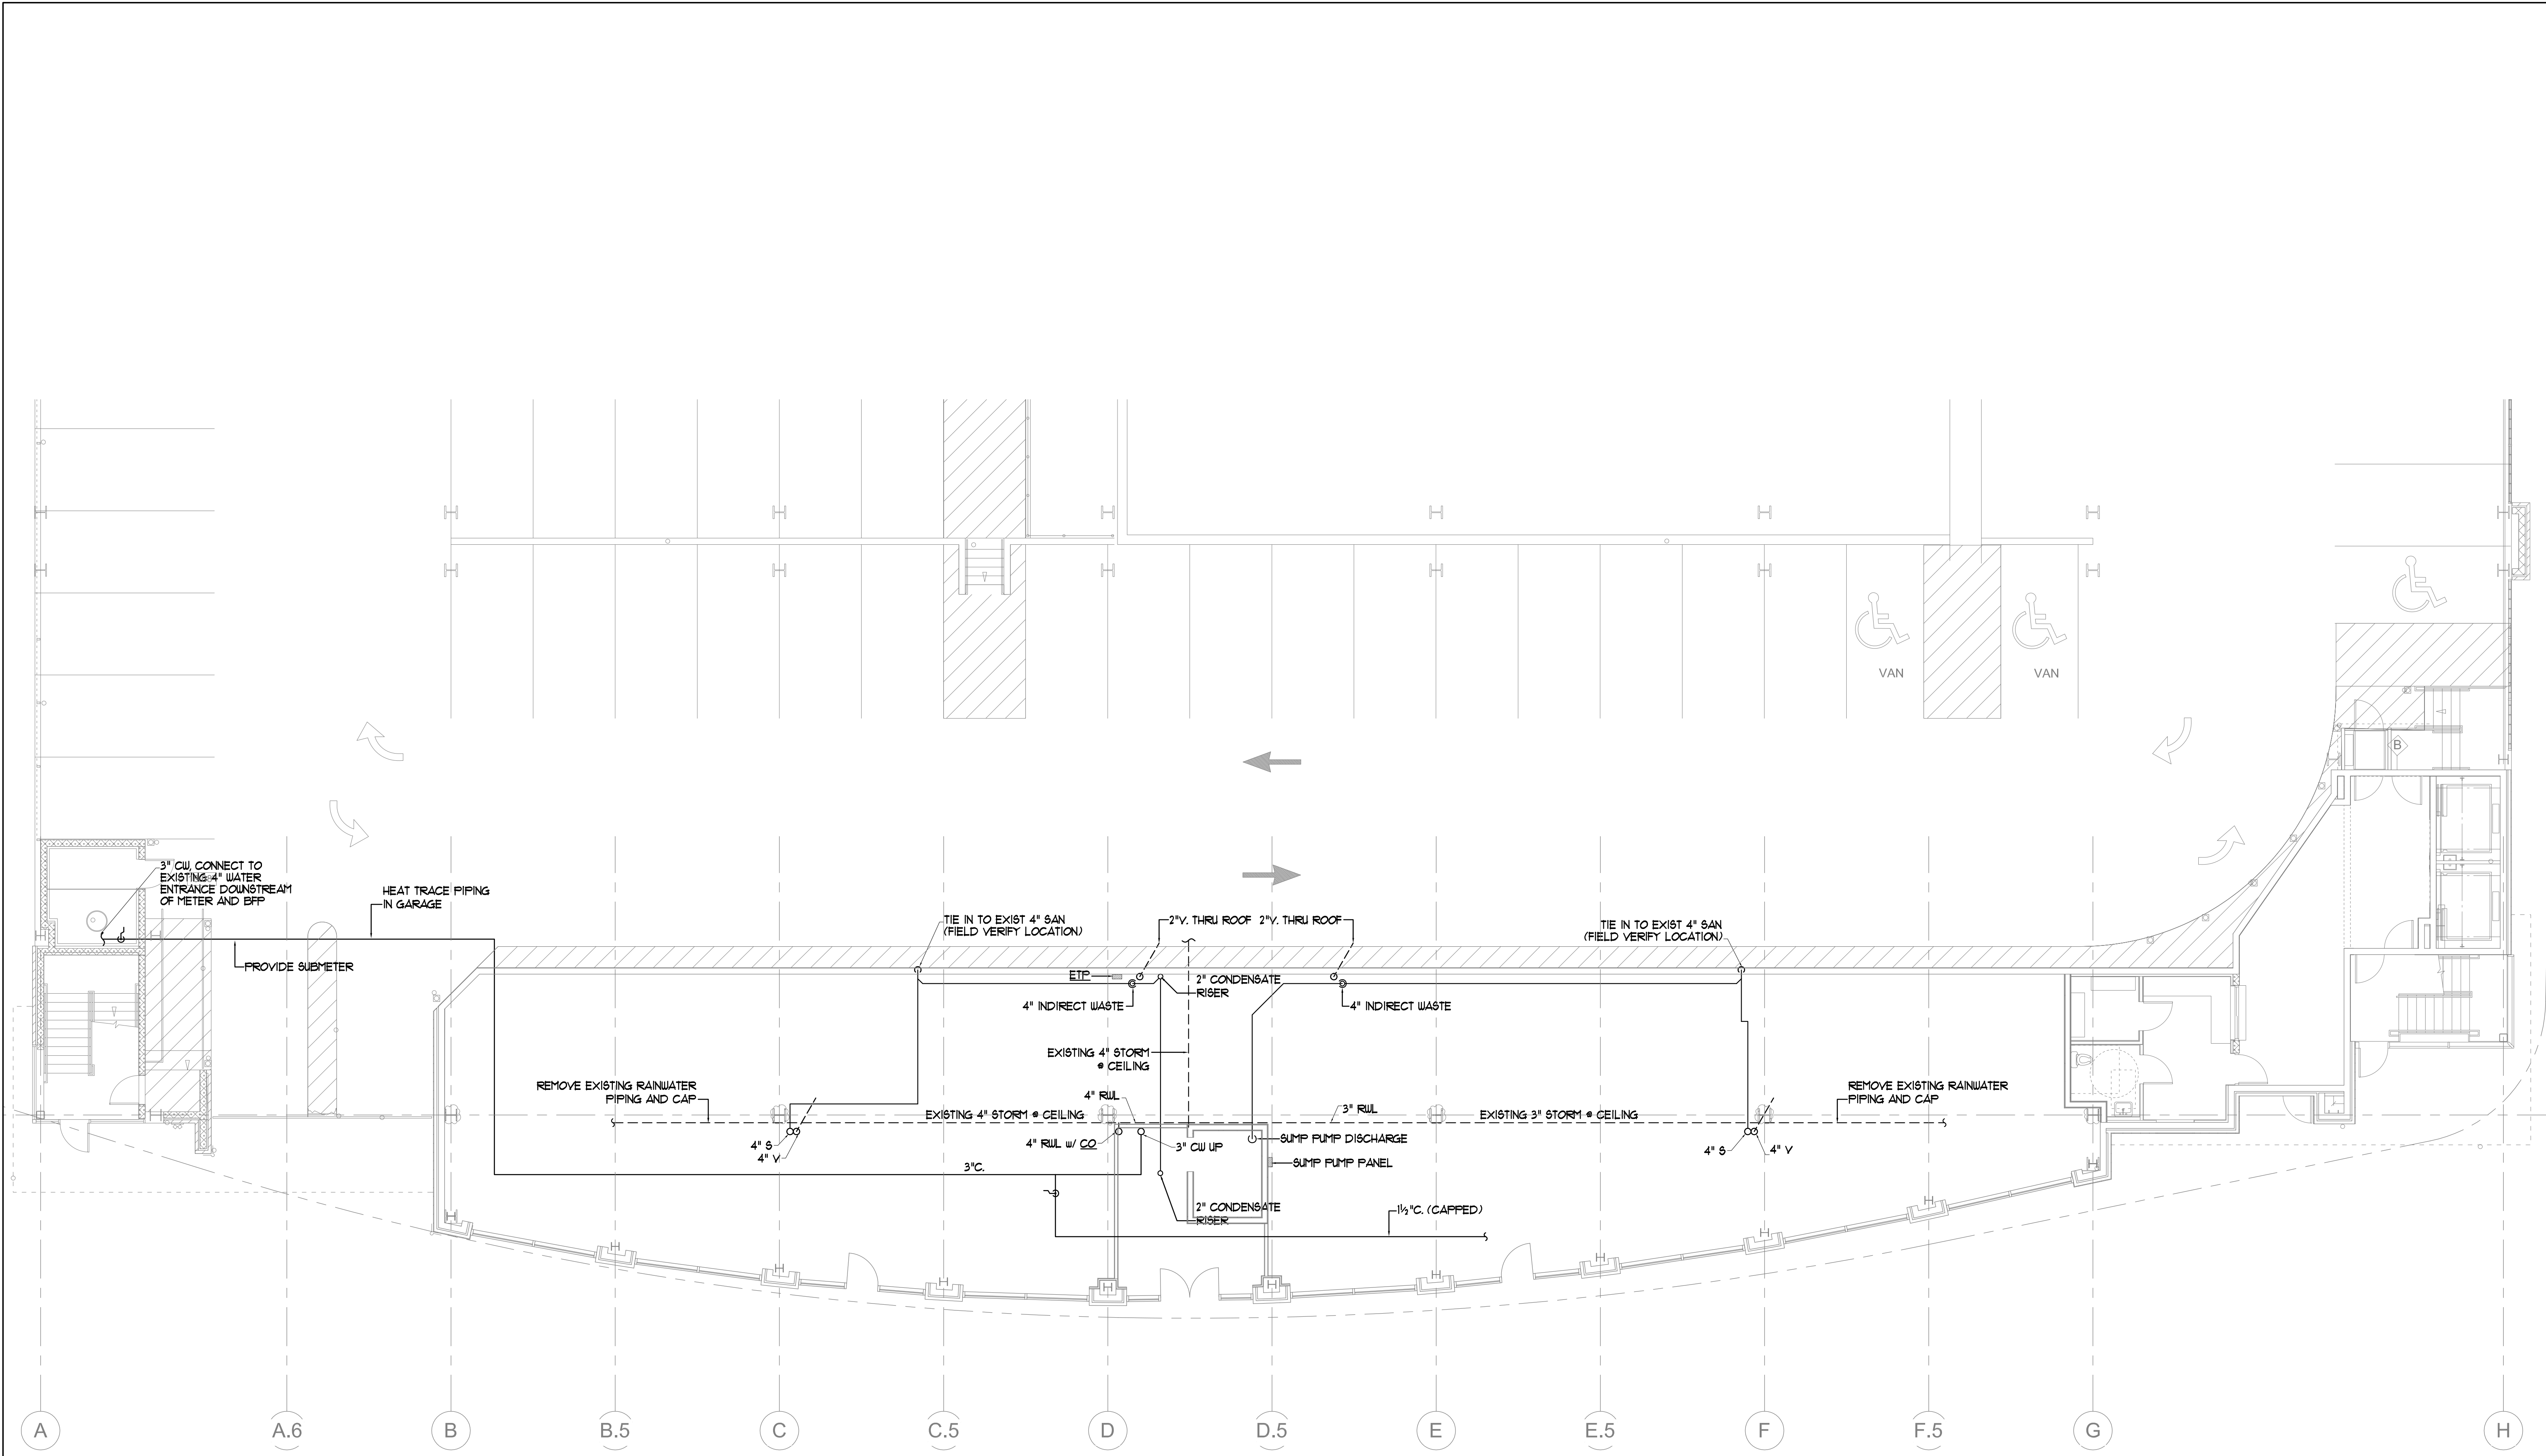 VAN
VAN
B
3" CW, CONNECT TO
EXISTING 4" WATER
ENTRANCE DOWNSTREAM
OF METER AND BFP
HEAT TRACE PIPING
IN GARAGE
PROVIDE SUBMETER
TIE IN TO EXIST 4" SAN
(FIELD VERIFY LOCATION)
2"V. THRU ROOF
2"V. THRU ROOF
TIE IN TO EXIST 4" SAN
(FIELD VERIFY LOCATION)
ETP
2" CONDENSATE
RISER
4" INDIRECT WASTE
4" INDIRECT WASTE
EXISTING 4" STORM
@ CEILING
REMOVE EXISTING RAINWATER
PIPING AND CAP
4" RWL
EXISTING 4" STORM @ CEILING
3" RWL
EXISTING 3" STORM @ CEILING
REMOVE EXISTING RAINWATER
PIPING AND CAP
4" S
4" V
4" RWL w/ CO
3" CW UP
SUMP PUMP DISCHARGE
SUMP PUMP PANEL
4" S
4" V
3"C.
2" CONDENSATE
RISER
1½"C. (CAPPED)
A
A.6
B
B.5
C
C.5
D
D.5
E
E.5
F
F.5
G
H